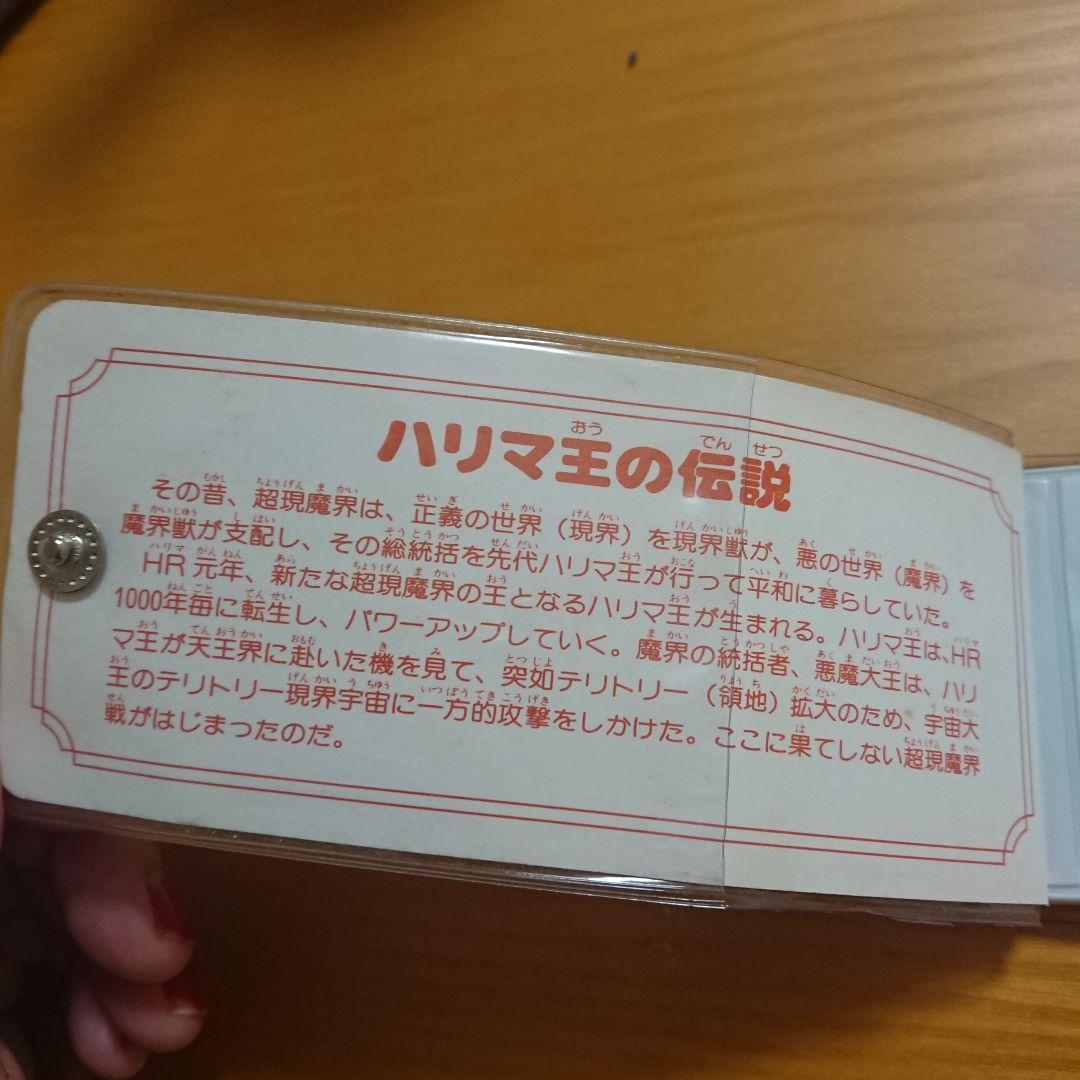 ハリマ王の伝説
その昔、超現魔界は、正義の世界（現界）を現界獣が、悪の世界（魔界）を
魔界獣が支配し、その総統括を先代ハリマ王が行って平和に暮らしていた。
HR元年、新たな超現魔界の王となるハリマ王が生まれる。ハリマ王は、HR
1000年毎に転生し、パワーアップしていく。魔界の統括者、悪魔大王は、ハリ
マ王が天王界に赴いた機を見て、突如テリトリー（領地）拡大のため、宇宙大
王のテリトリー現界宇宙に一方的攻撃をしかけた。ここに果てしない超現魔界
戦がはじまったのだ。